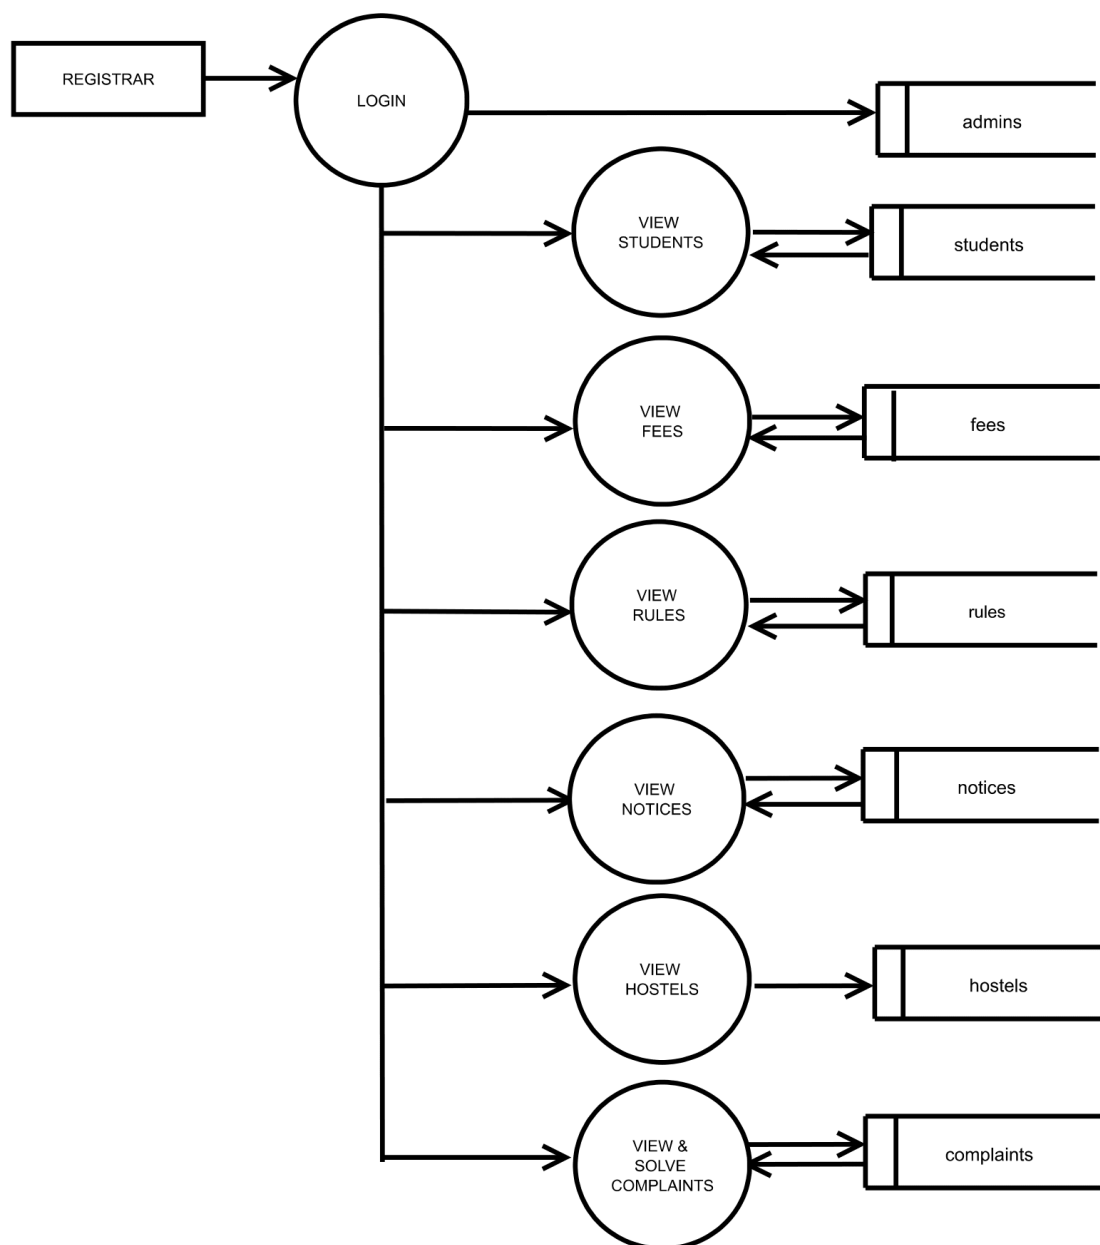 REGISTRAR
LOGIN
admins
VIEW
STUDENTS
students
VIEW
FEES
fees
VIEW
RULES
rules
VIEW
NOTICES
notices
VIEW
HOSTELS
hostels
VIEW &
SOLVE
COMPLAINTS
complaints